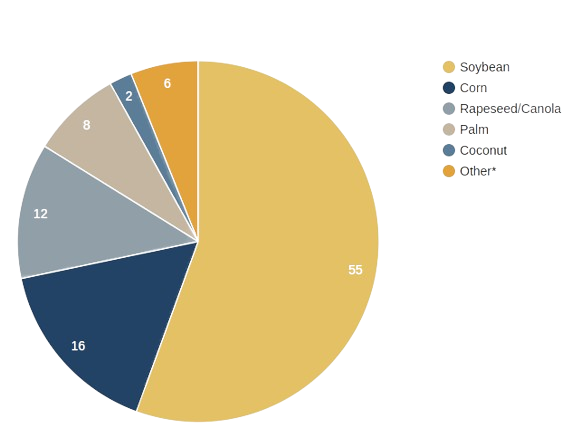 Soybean
Corn
Rapeseed/Canola
Palm
Coconut
Other*
6
2
8
12
55
16